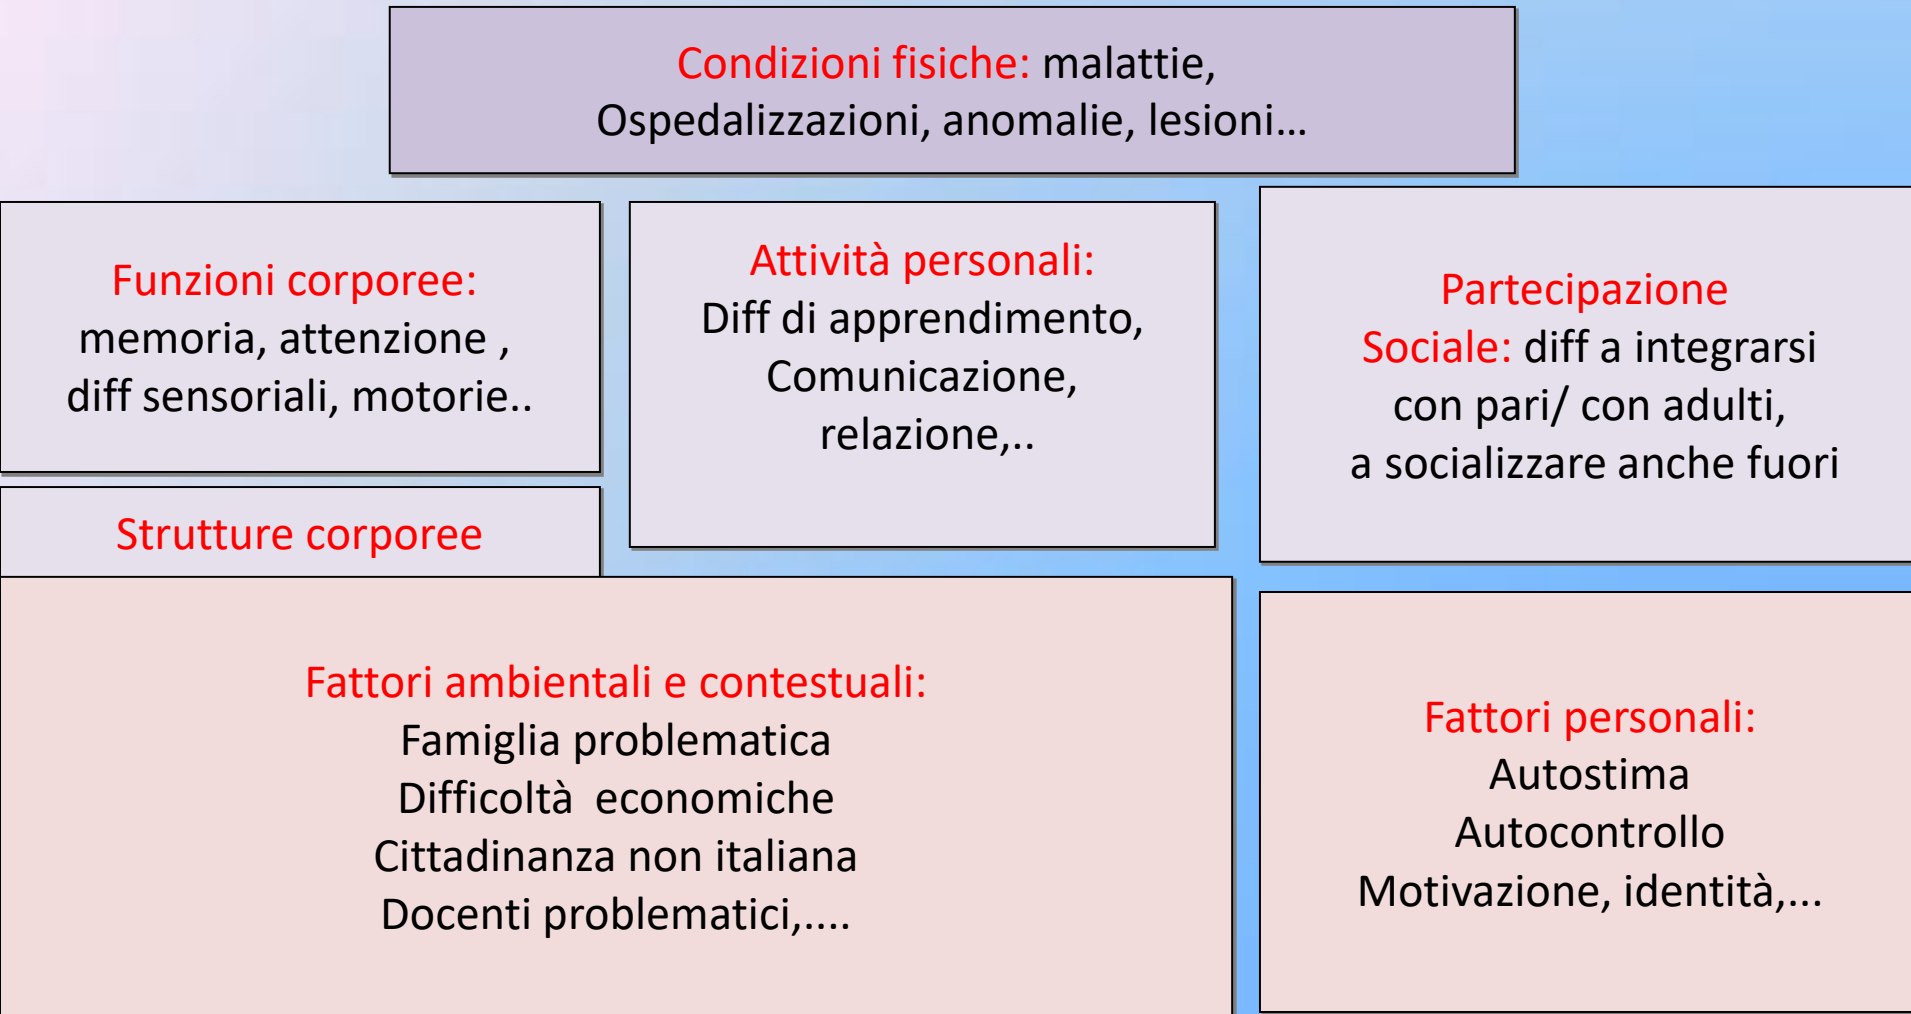 Condizioni fisiche: malattie,
Ospedalizzazioni, anomalie, lesioni...
Funzioni corporee:
memoria, attenzione ,
diff sensoriali, motorie..
Strutture corporee
Attività personali:
Diff di apprendimento,
Comunicazione,
relazione,..
Partecipazione
Sociale: diff a integrarsi
con pari/ con adulti,
a socializzare anche fuori
Fattori ambientali e contestuali:
Famiglia problematica
Difficoltà  economiche
Cittadinanza non italiana
Docenti problematici,....
Fattori personali:
Autostima
Autocontrollo
Motivazione, identità,...